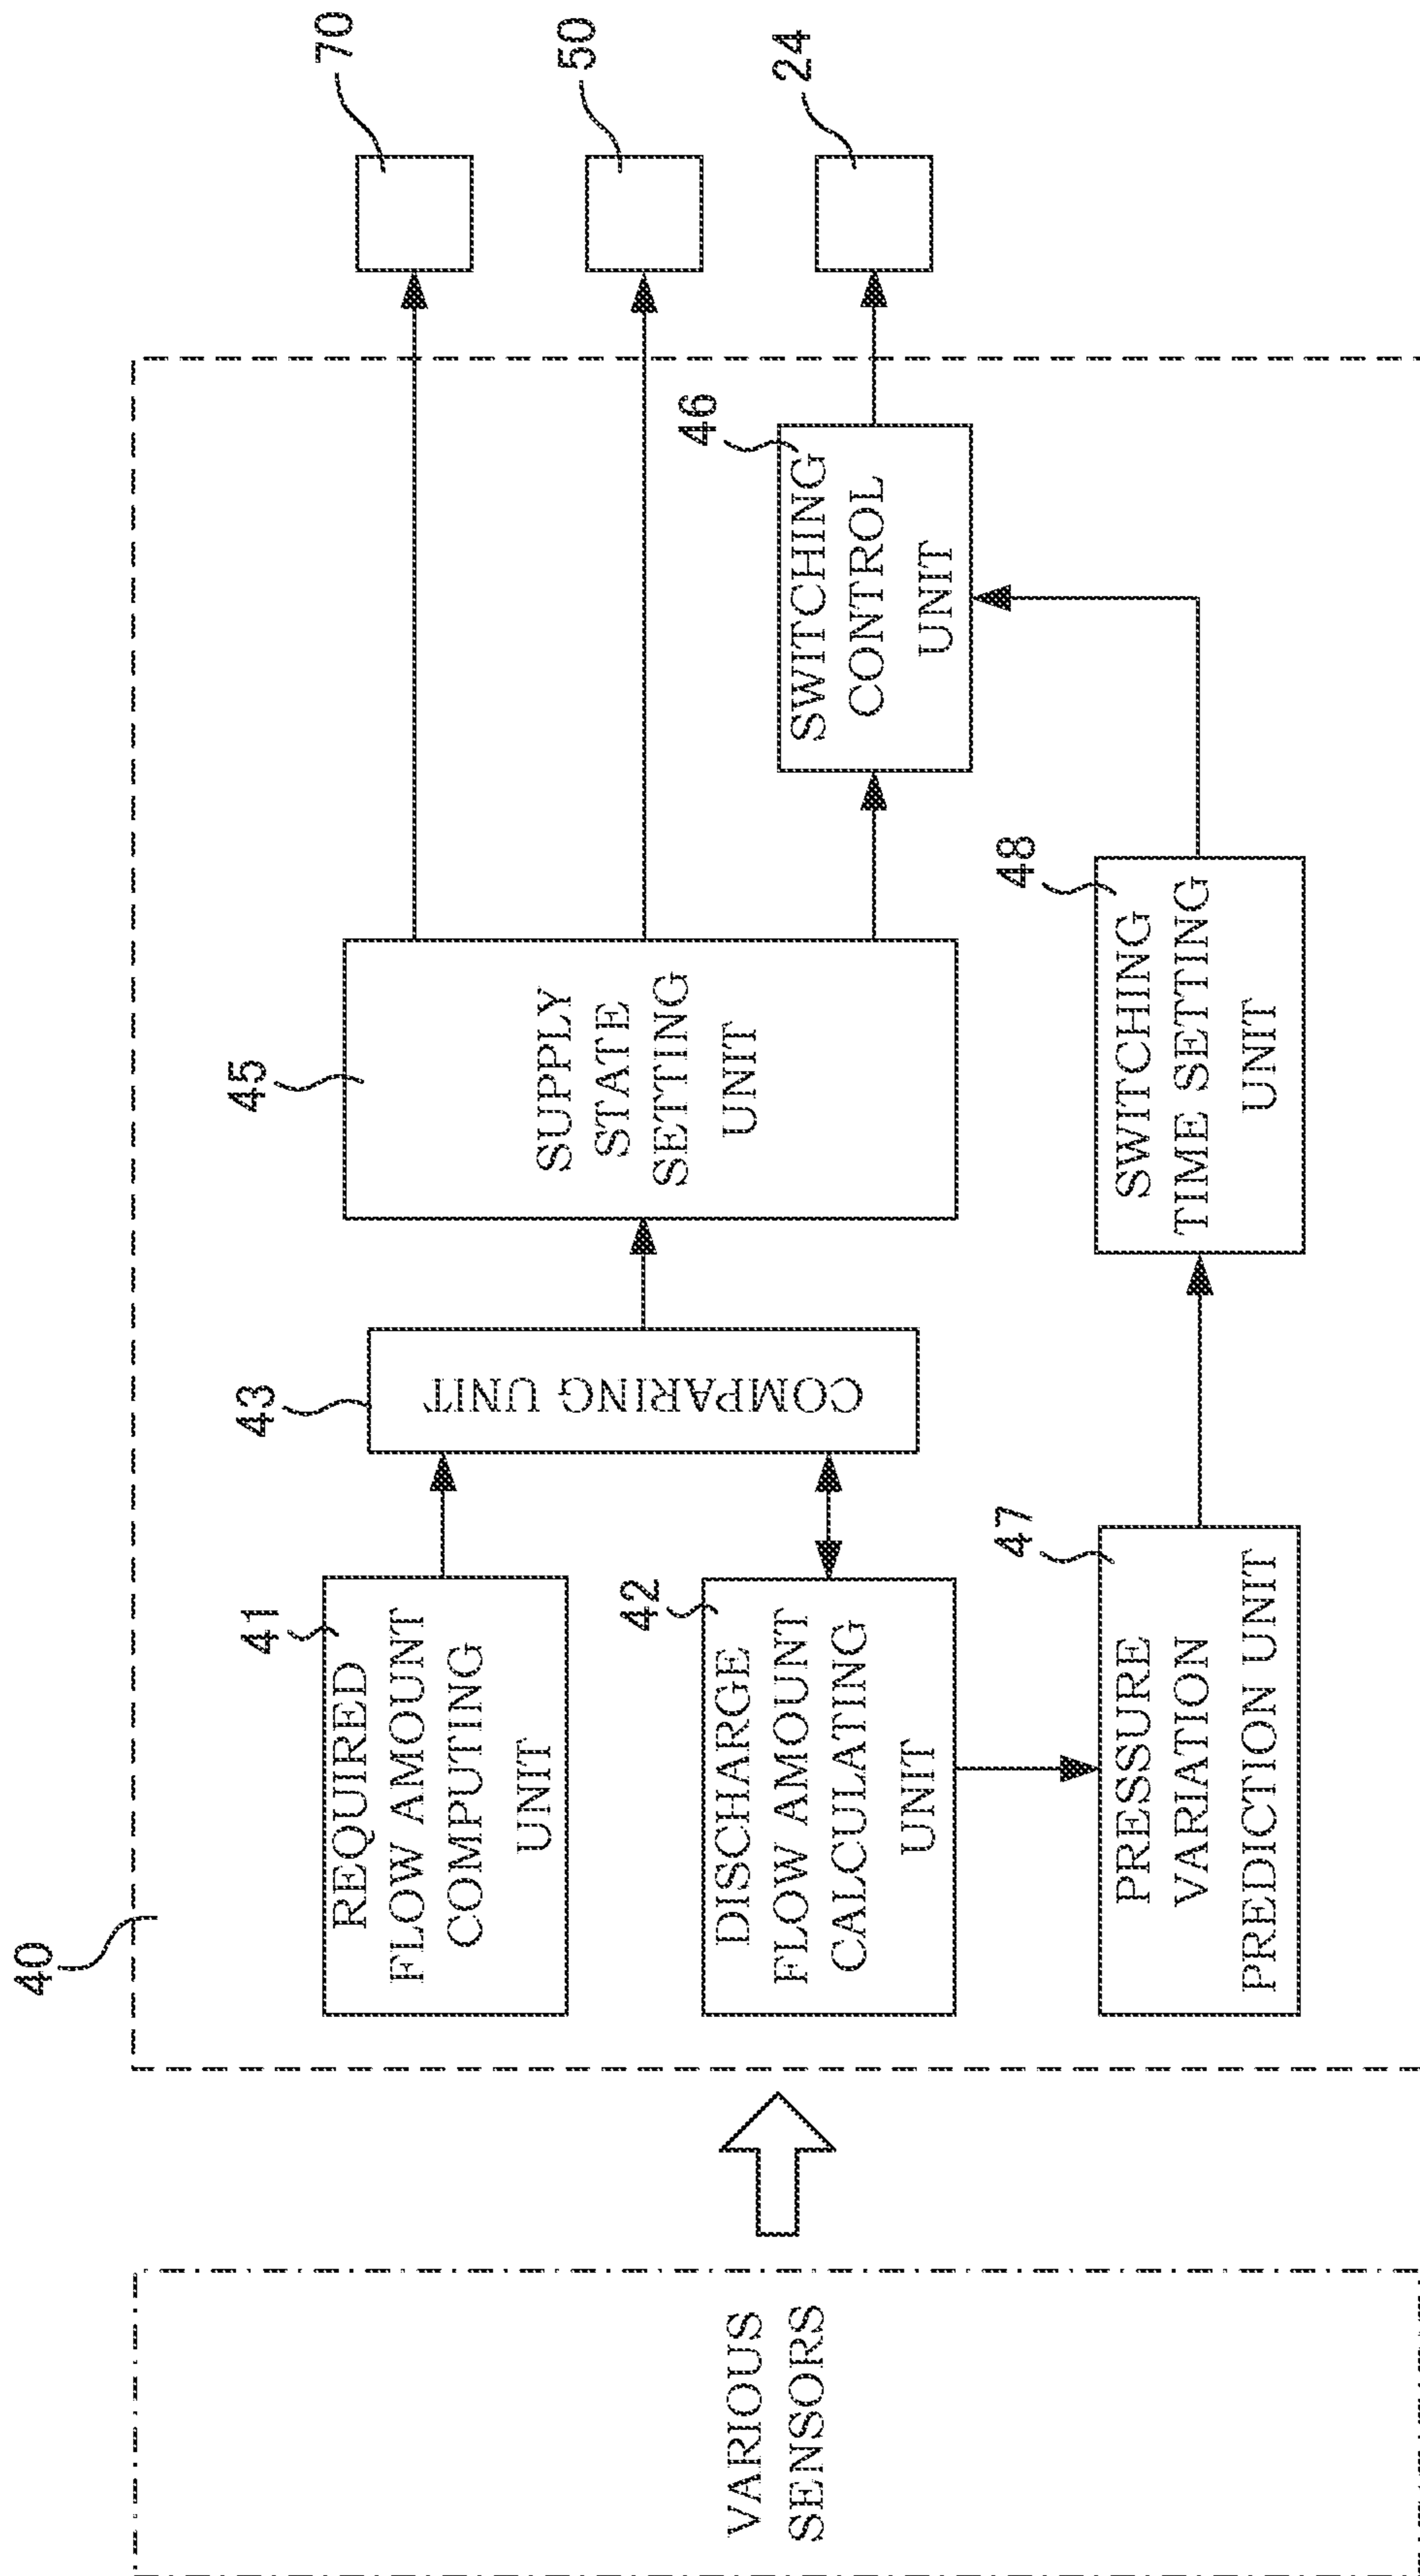 40
VARIOUS
SENSORS
41
REQUIRED
FLOW AMOUNT
COMPUTING
UNIT
42
DISCHARGE
FLOW AMOUNT
CALCULATING
UNIT
47
PRESSURE
VARIATION
PREDICTION UNIT
43
COMPARING UNIT
45
SUPPLY
STATE
SETTING
UNIT
48
SWITCHING
TIME SETTING
UNIT
46
SWITCHING
CONTROL
UNIT
70
50
24